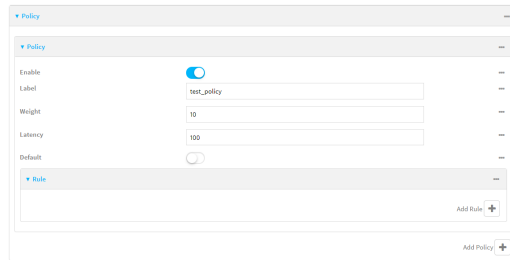 Policy
Policy
Enable
Label test_policy
Weight 10
Latency 100
Default
Rule
Add Rule
Add Policy